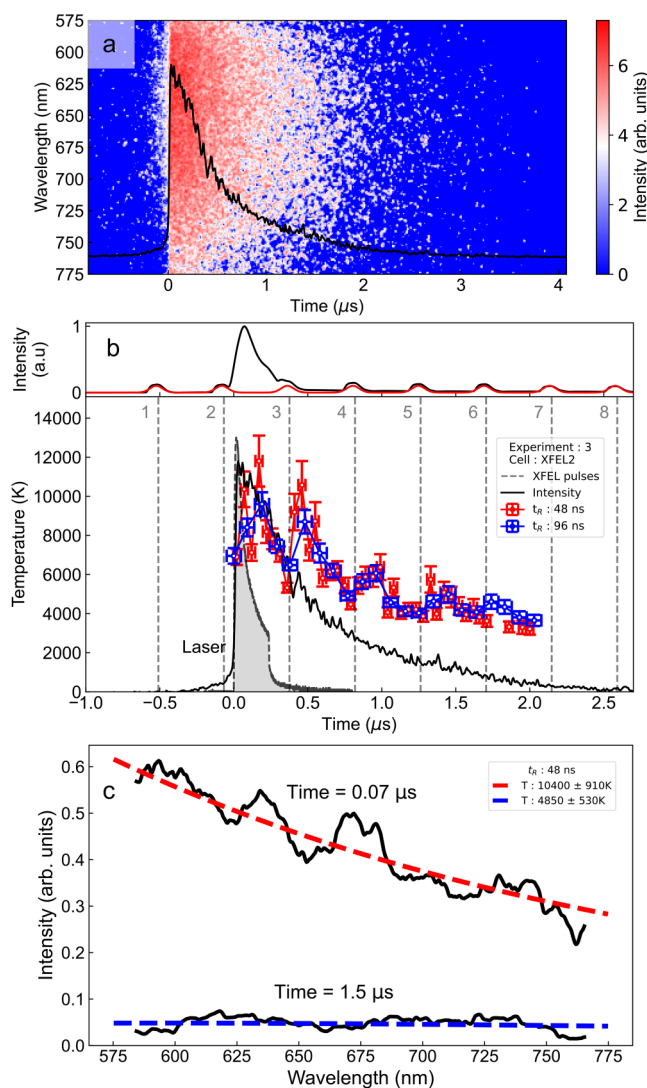 a
575
600
625
650
675
700
725
750
775
Wavelength (nm)
0
1
2
3
4
Time (μs)
6
4
2
0
Intensity (arb. units)
b
1
0
Intensity
(a.u)
1
2
3
4
5
6
7
8
14000
12000
10000
8000
6000
4000
2000
0
Temperature (K)
Experiment : 3
Cell : XFEL2
XFEL pulses
Intensity
tR : 48 ns
tR : 96 ns
Laser
−1.0
−0.5
0.0
0.5
1.0
1.5
2.0
2.5
Time (μs)
c
0.6
0.5
0.4
0.3
0.2
0.1
0.0
Intensity (arb. units)
tR : 48 ns
T : 10400 ± 910K
T : 4850 ± 530K
Time = 0.07 μs
Time = 1.5 μs
575
600
625
650
675
700
725
750
775
Wavelength (nm)